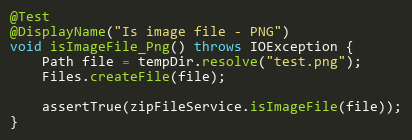 @Test
@DisplayName("Is image file - PNG")
void isImageFile_Png() throws IOException {
    Path file = tempDir.resolve("test.png");
    Files.createFile(file);

    assertTrue(zipFileService.isImageFile(file));
}